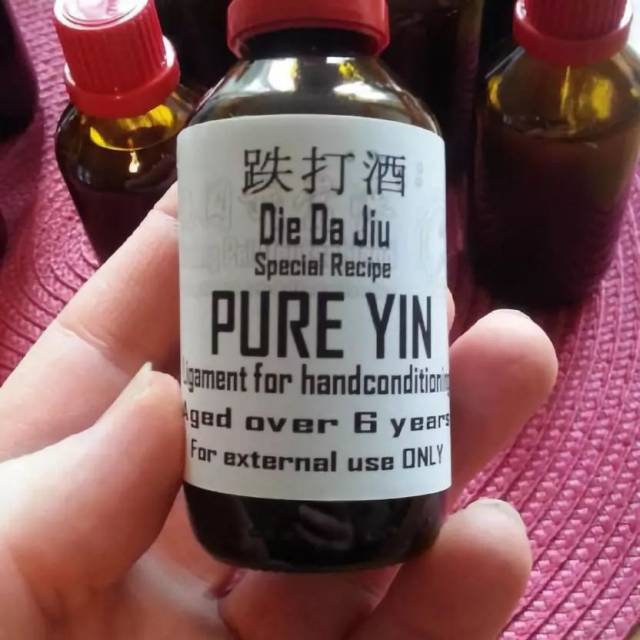 跌打酒
Die Da Jiu
Special Recipe
PURE YIN
Ligament for handconditioning
Aged over 6 years
For external use ONLY